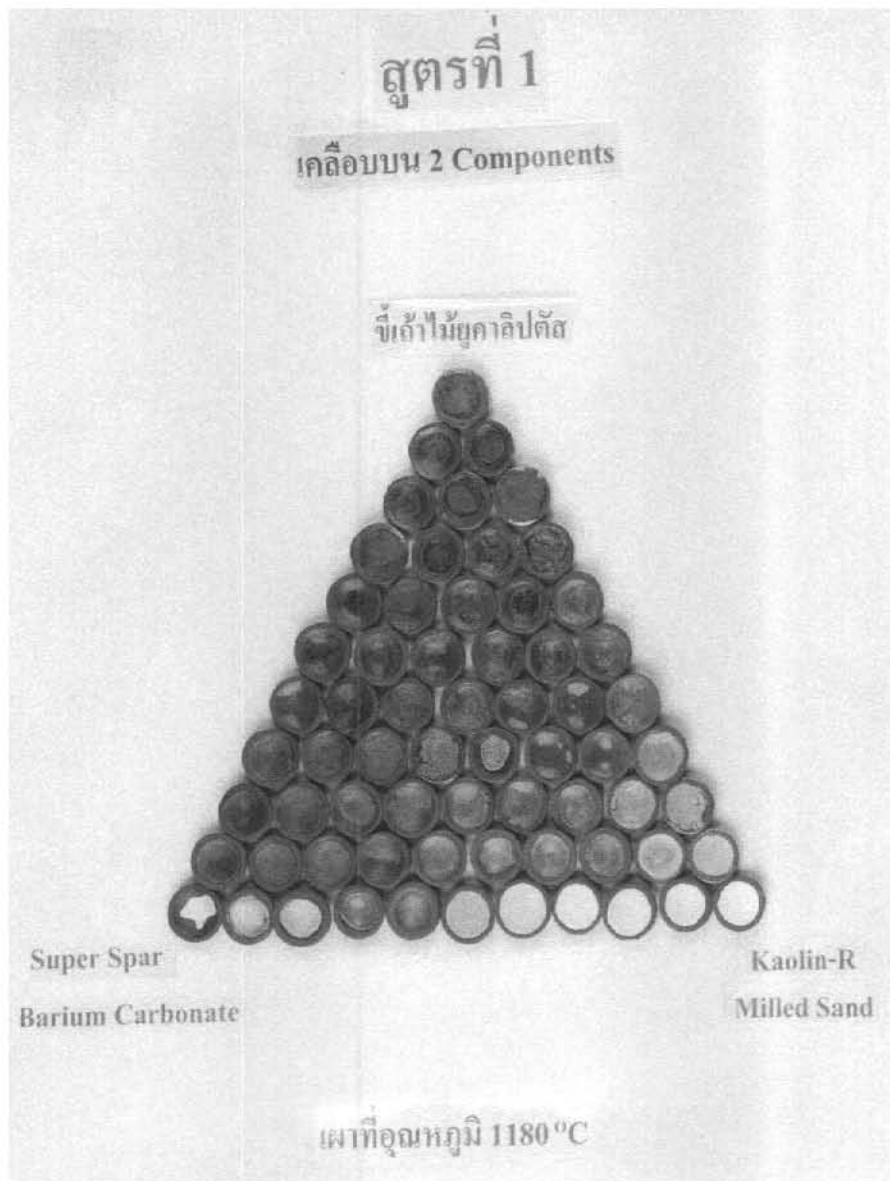 สูตรที่ 1
เคลือบบน 2 Components
ขี้เถ้าไม้ยูคาลิปตัส
Super Spar
Barium Carbonate
Kaolin-R
Milled Sand
เผาที่อุณหภูมิ 1180 °C